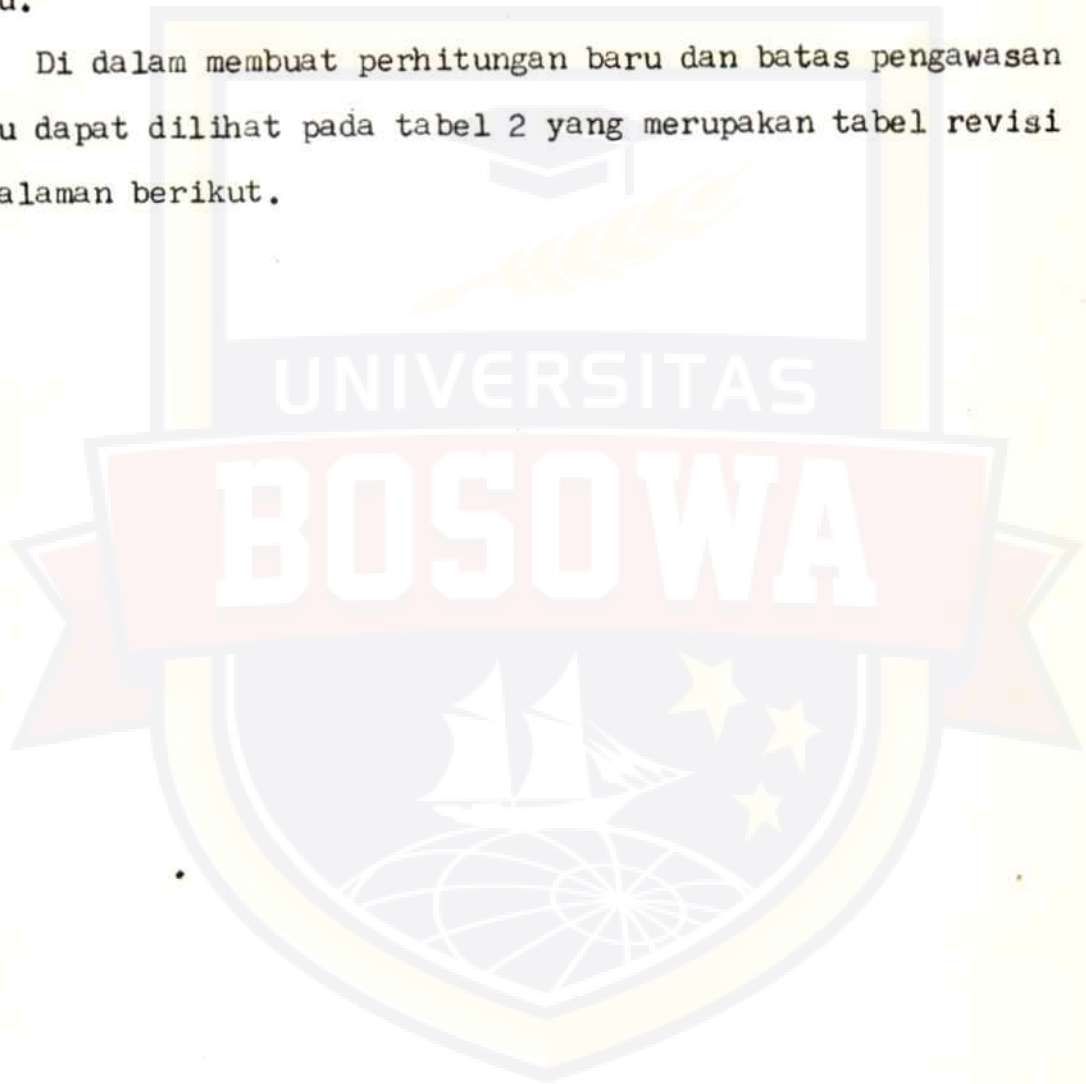 u.
Di dalam membuat perhitungan baru dan batas pengawasan
u dapat dilihat pada tabel 2 yang merupakan tabel revisi
alaman berikut.
UNIVERSITAS
BOSOWA